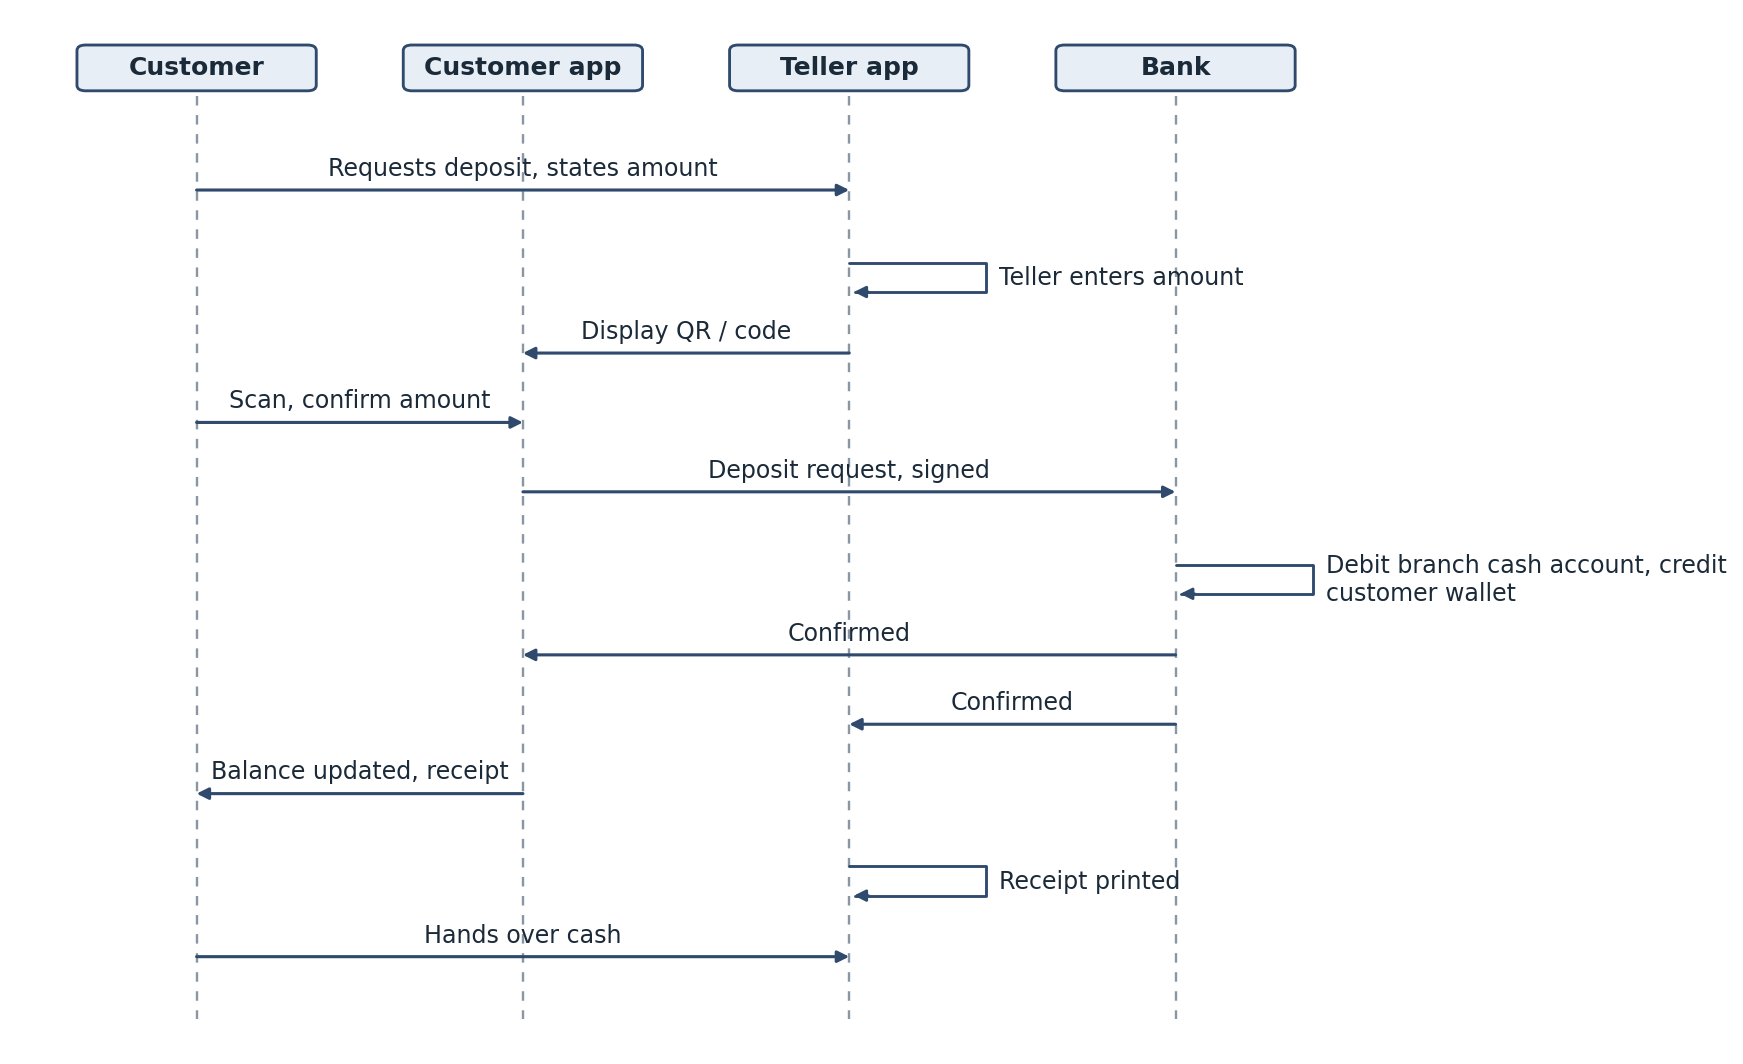 Customer
Customer app
Teller app
Bank
Requests deposit, states amount
Teller enters amount
Display QR / code
Scan, confirm amount
Deposit request, signed
Debit branch cash account, credit
customer wallet
Confirmed
Confirmed
Balance updated, receipt
Receipt printed
Hands over cash